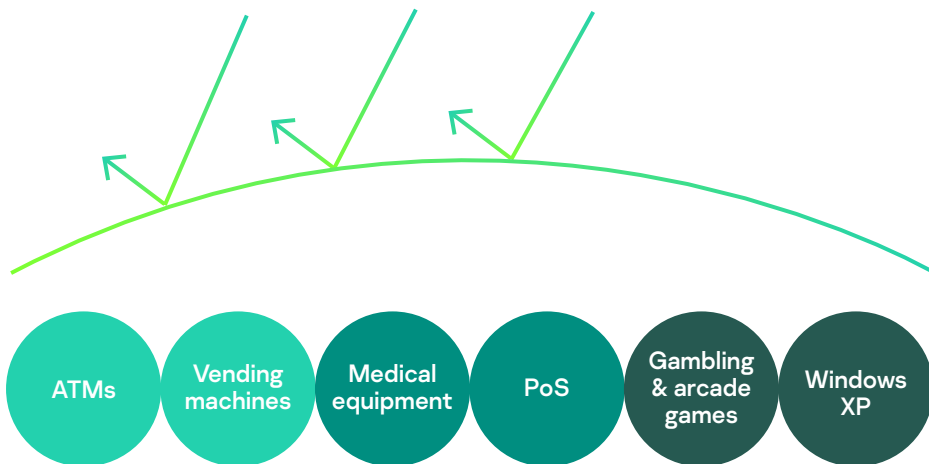 ATMs
Vending
machines
Medical
equipment
PoS
Gambling
& arcade
games
Windows
XP